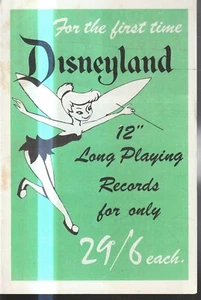 For the first time
Disneyland
12"
Long Playing
Records
for only
29/6 each.